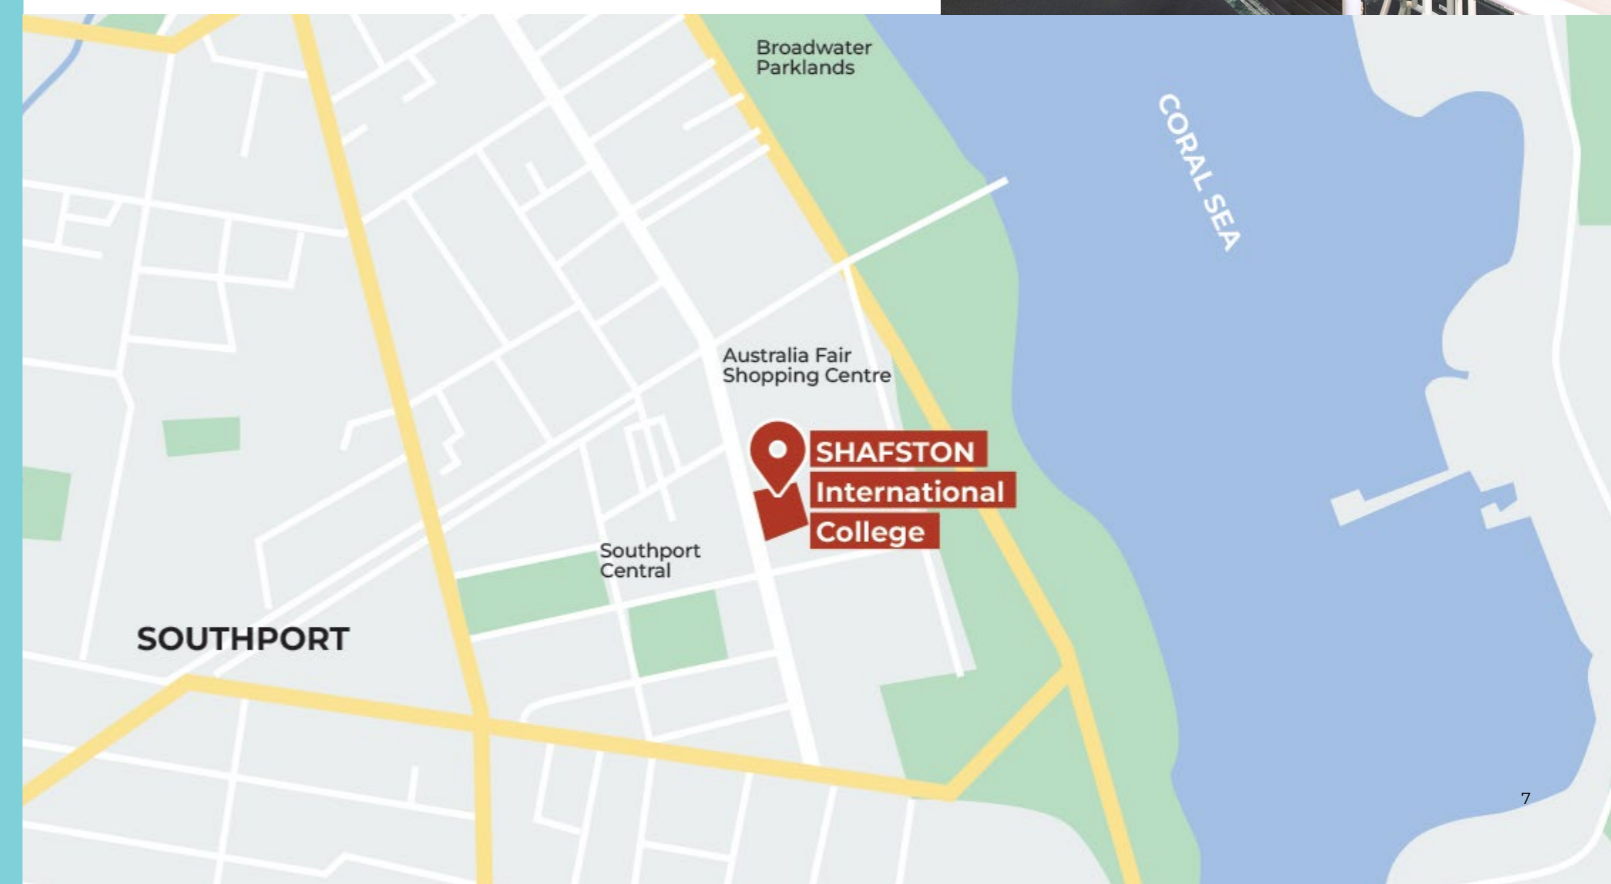 Broadwater
Parklands
CORAL SEA
Australia Fair
Shopping Centre
SHAFSTON
International
College
Southport
Central
SOUTHPORT
7